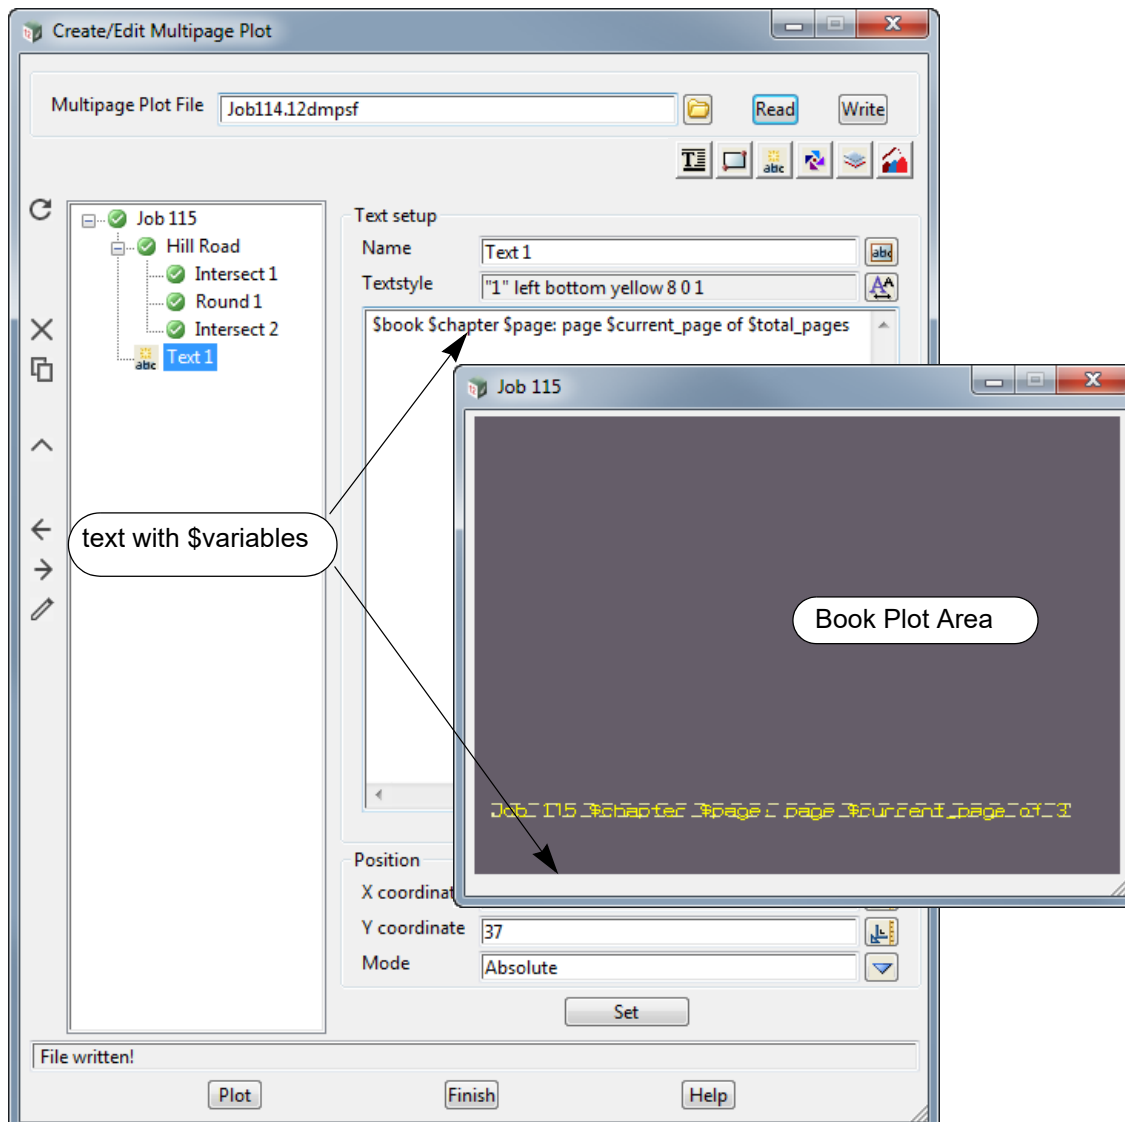 Create/Edit Multipage Plot
Multipage Plot File
Job114.12dmpsf
Read
Write
T
abc
Job 115
Hill Road
Intersect 1
Round 1
Intersect 2
abc Text 1
Text setup
Name
Text 1
abc
Textstyle
"1" left bottom yellow 8 0 1
$book $chapter $page: page $current_page of $total_pages
Job 115
text with $variables
Book Plot Area
Job 115 $chapter $page: page $current_page of 3
Position
X coordinat
Y coordinate
37
Mode
Absolute
Set
File written!
Plot
Finish
Help